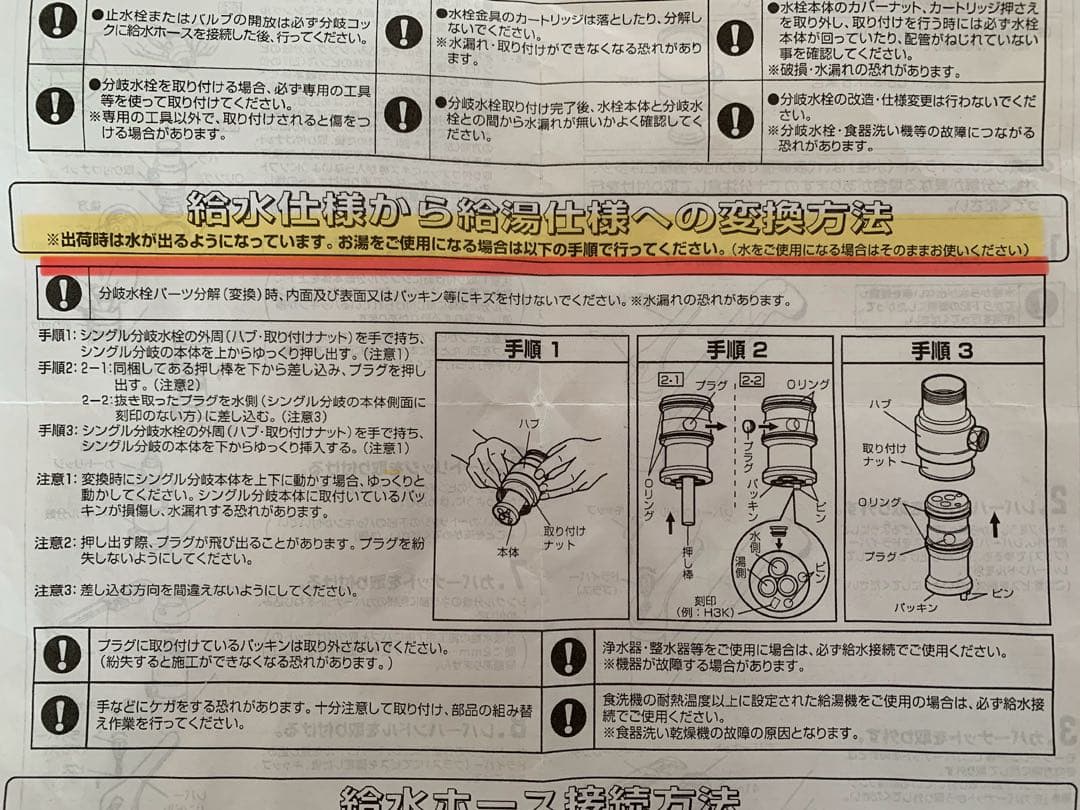 ●止水栓またはバルブの開放は必ず分岐コッ
クに給水ホースを接続した後、行ってください。
●水栓金具のカートリッジは落としたり、分解し
ないでください。
※水漏れ・取り付けができなくなる恐れがあり
ます。
●水栓本体のカバーナット、カートリッジ押さえ
を取り外し、取り付けを行う時には必ず水栓
本体が回っていたり、配管がねじれていない
事を確認してください。
※破損・水漏れの恐れがあります。
●分岐水栓を取り付ける場合、必ず専用の工具
等を使って取り付けてください。
※専用の工具以外で、取り付けされると傷をつ
ける場合があります。
●分岐水栓取り付け完了後、水栓本体と分岐水
栓との間から水漏れが無いかよく確認してく
ださい。
●分岐水栓の改造・仕様変更は行わないでくだ
さい。
※分岐水栓・食器洗い機等の故障につながる
恐れがあります。
給水仕様から給湯仕様への変換方法
※出荷時は水が出るようになっています。お湯をご使用になる場合は以下の手順で行ってください。(水をご使用になる場合はそのままお使いください)
分岐水栓パーツ分解(変換)時、内面及び表面又はパッキン等にキズを付けないでください。※水漏れの恐れがあります。
手順1:シングル分岐水栓の外周(ハブ・取り付けナット)を手で持ち、
シングル分岐の本体を上からゆっくり押し出す。(注意1)
手順2:2-1:同梱してある押し棒を下から差し込み、プラグを押し
出す。(注意2)
2-2:抜き取ったプラグを水側(シングル分岐の本体側面に
刻印のない方)に差し込む。(注意3)
手順3:シングル分岐水栓の外周(ハブ・取り付けナット)を手で持ち、
シングル分岐の本体を下からゆっくり挿入する。(注意1)
注意1:変換時にシングル分岐本体を上下に動かす場合、ゆっくりと
動かしてください。シングル分岐本体に取付いているパッ
キンが損傷し、水漏れする恐れがあります。
注意2:押し出す際、プラグが飛び出ることがあります。プラグを紛
失しないようにしてください。
注意3:差し込む方向を間違えないようにしてください。
手順1
ハブ
取り付け
ナット
本体
手順2
2-1
プラグ
2-2
Oリング
Oリング
押し棒
プラグ
パッキン
ピン
水側
湯側
ピン
刻印
(例:H3K)
手順3
ハブ
取り付け
ナット
Oリング
プラグ
パッキン
ピン
プラグに取り付けているパッキンは取り外さないでください。
(紛失すると施工ができなくなる恐れがあります。)
浄水器・整水器等をご使用に場合は、必ず給水接続でご使用ください。
※機器が故障する場合があります。
手などにケガをする恐れがあります。十分注意して取り付け、部品の組み替
え作業を行ってください。
食洗機の耐熱温度以上に設定された給湯機をご使用の場合は、必ず給水接
続でご使用ください。
※食器洗い乾燥機の故障の原因となります。
給水ホース接続方法